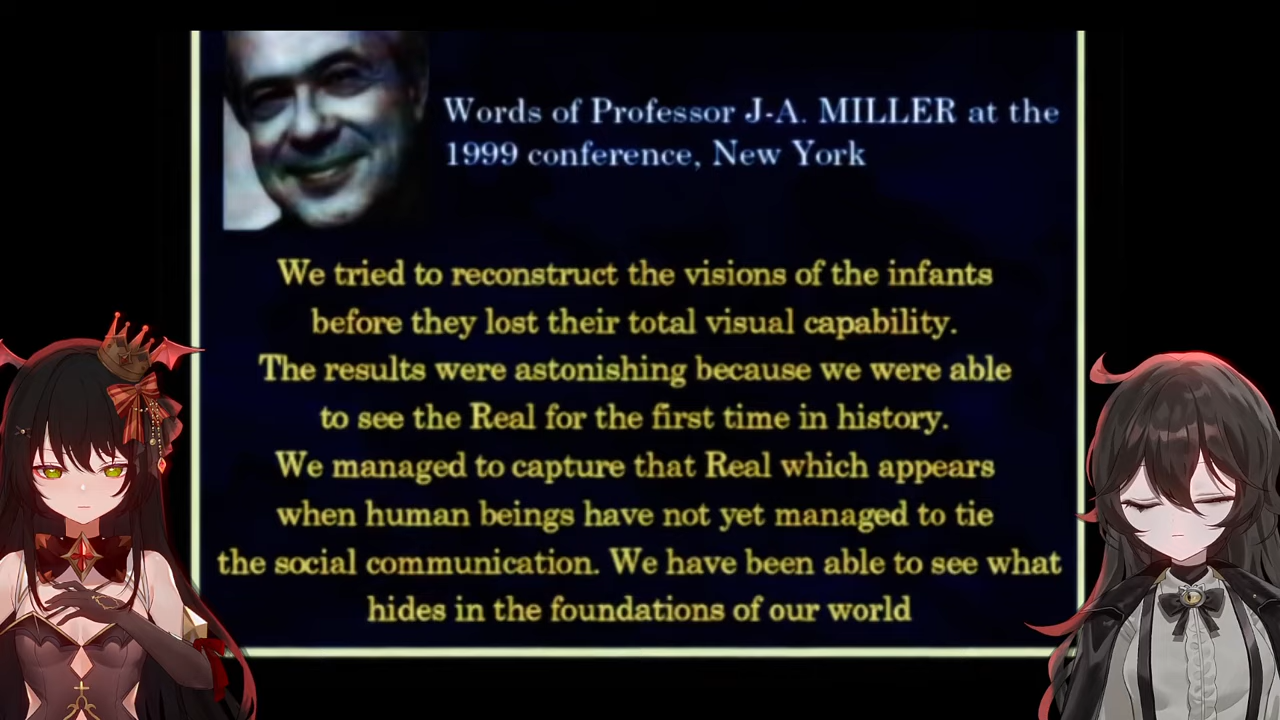 Words of Professor J-A. MILLER at the
1999 conference, New York
We tried to reconstruct the visions of the infants
before they lost their total visual capability.
The results were astonishing because we were able
to see the Real for the first time in history.
We managed to capture that Real which appears
when human beings have not yet managed to tie
the social communication. We have been able to see what
hides in the foundations of our world